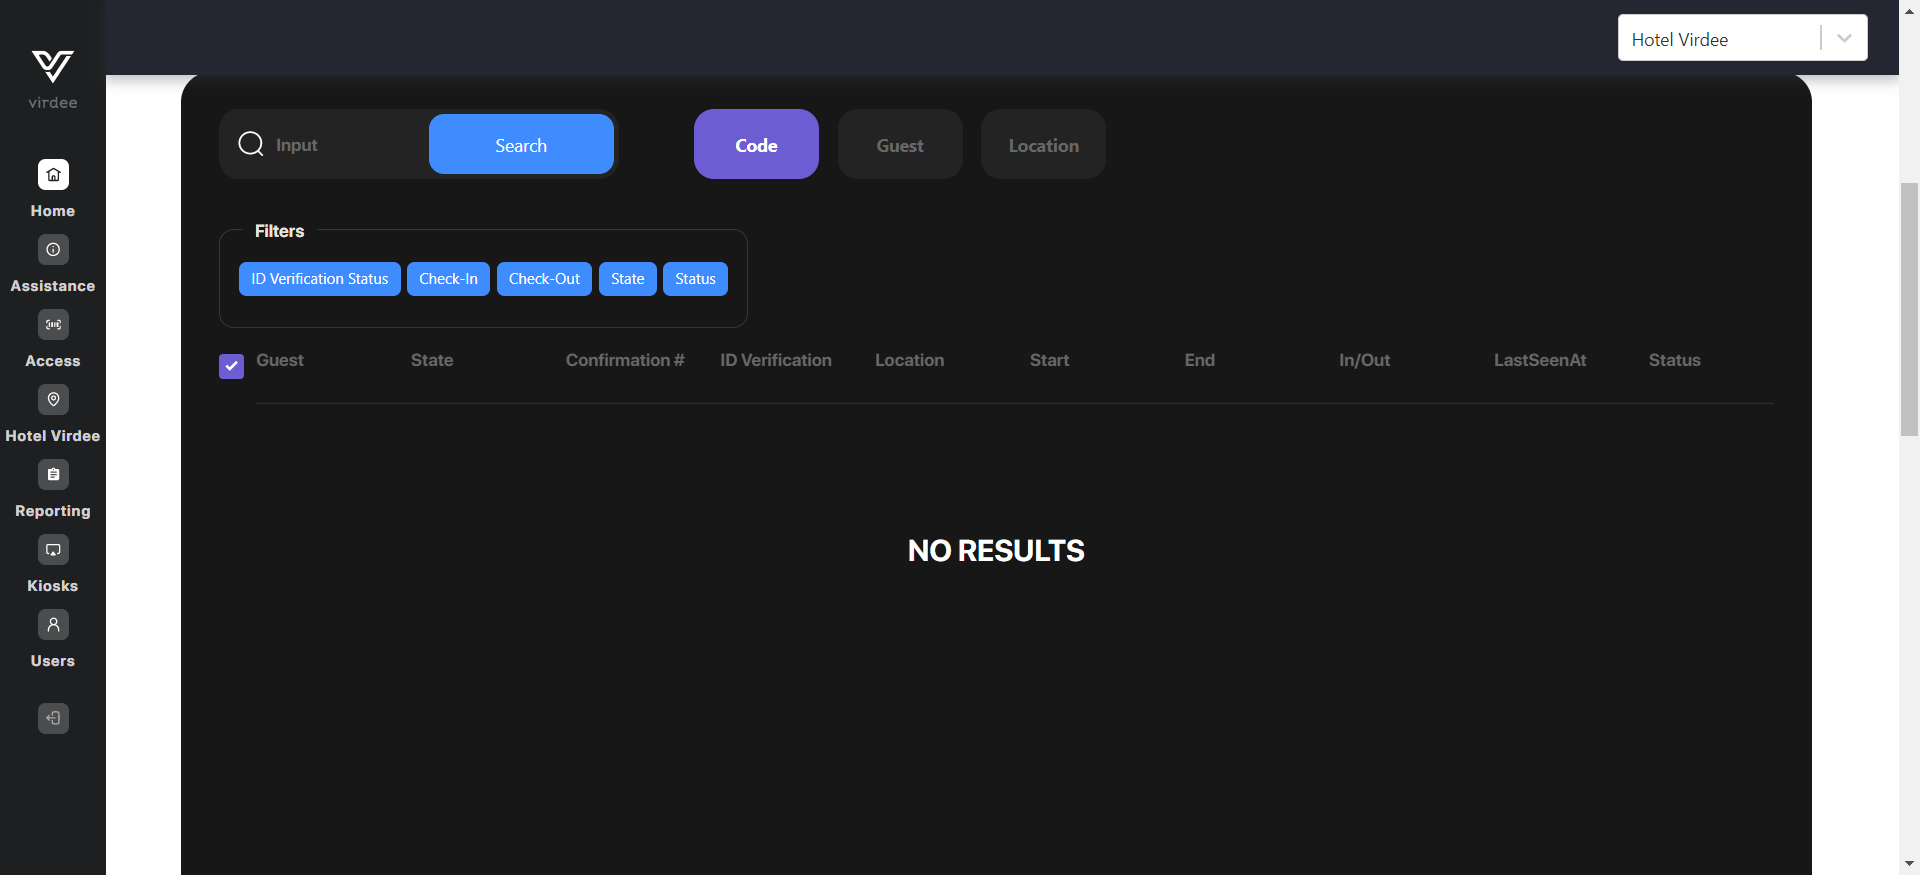 virdee
Home
Assistance
Access
Hotel Virdee
Reporting
Kiosks
Users
Hotel Virdee
Input
Search
Code
Guest
Location
Filters
ID Verification Status
Check-In
Check-Out
State
Status
Guest
State
Confirmation #
ID Verification
Location
Start
End
In/Out
LastSeenAt
Status
NO RESULTS